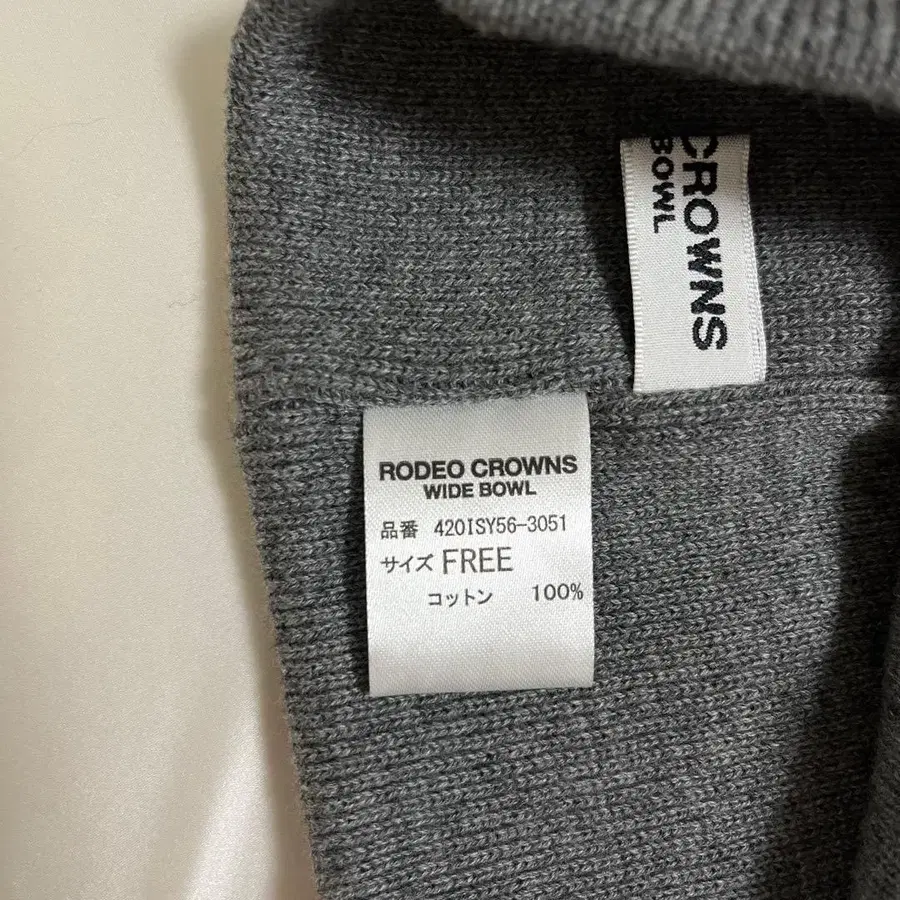 CROWNS
BOWL
RODEO CROWNS
WIDE BOWL
品番 420ISY56-3051
サイズ FREE
コットン 100%